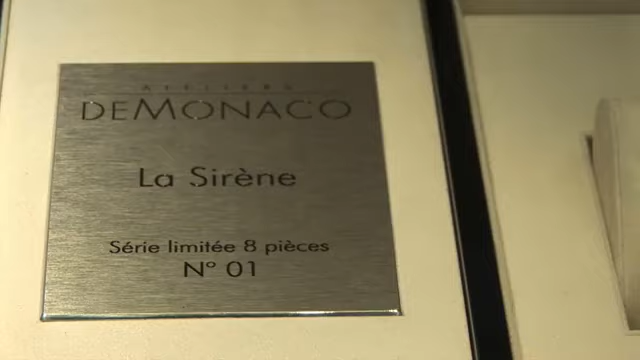 ATELIERS
DEMONACO
La Sirène
Série limitée 8 pièces
N° 01